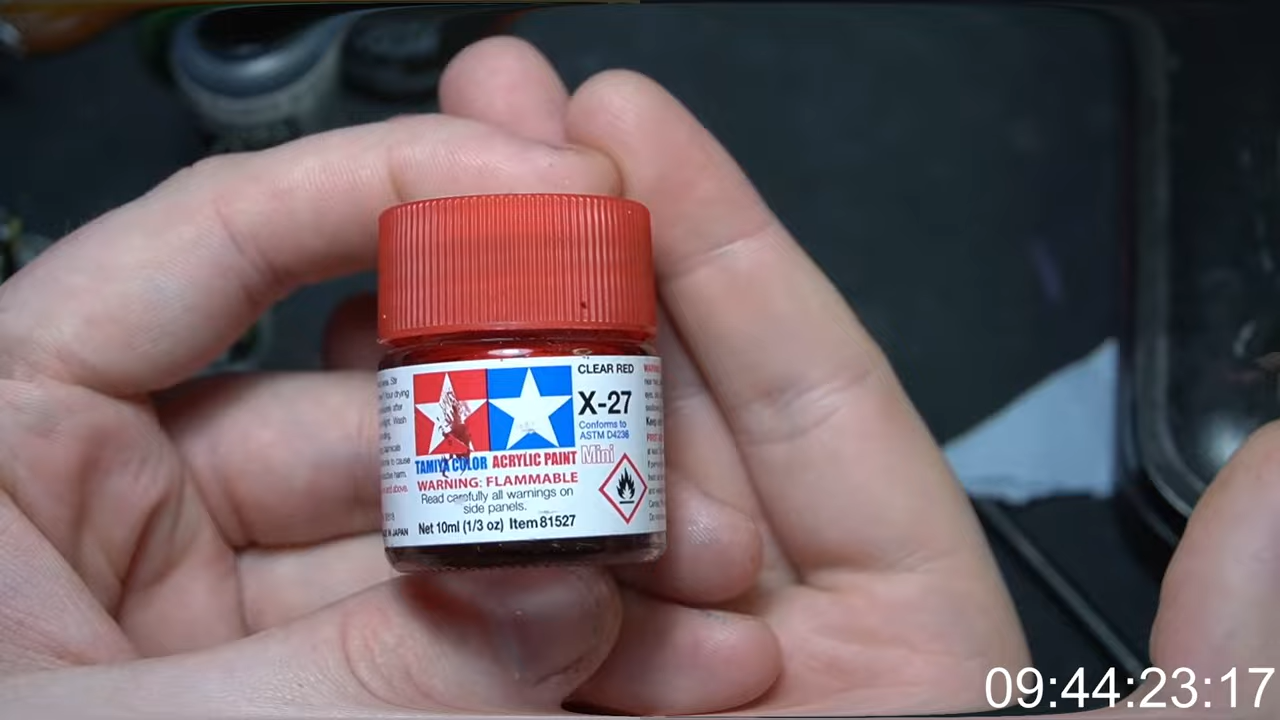 CLEAR RED
X-27
Conforms to
ASTM D4236
TAMIYA COLOR ACRYLIC PAINT Mini
WARNING: FLAMMABLE
Read carefully all warnings on
side panels.
Net 10ml (1/3 oz) Item 81527
09:44:23:17